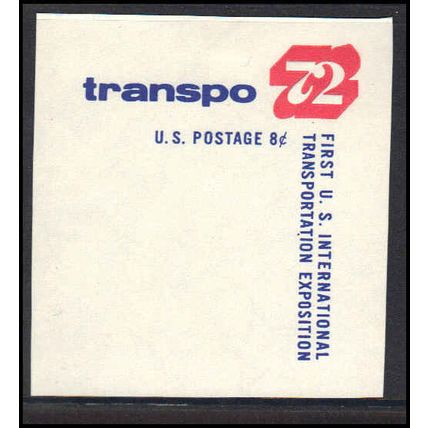 transpo 72
U.S. POSTAGE 8¢
FIRST U. S. INTERNATIONAL
TRANSPORTATION EXPOSITION